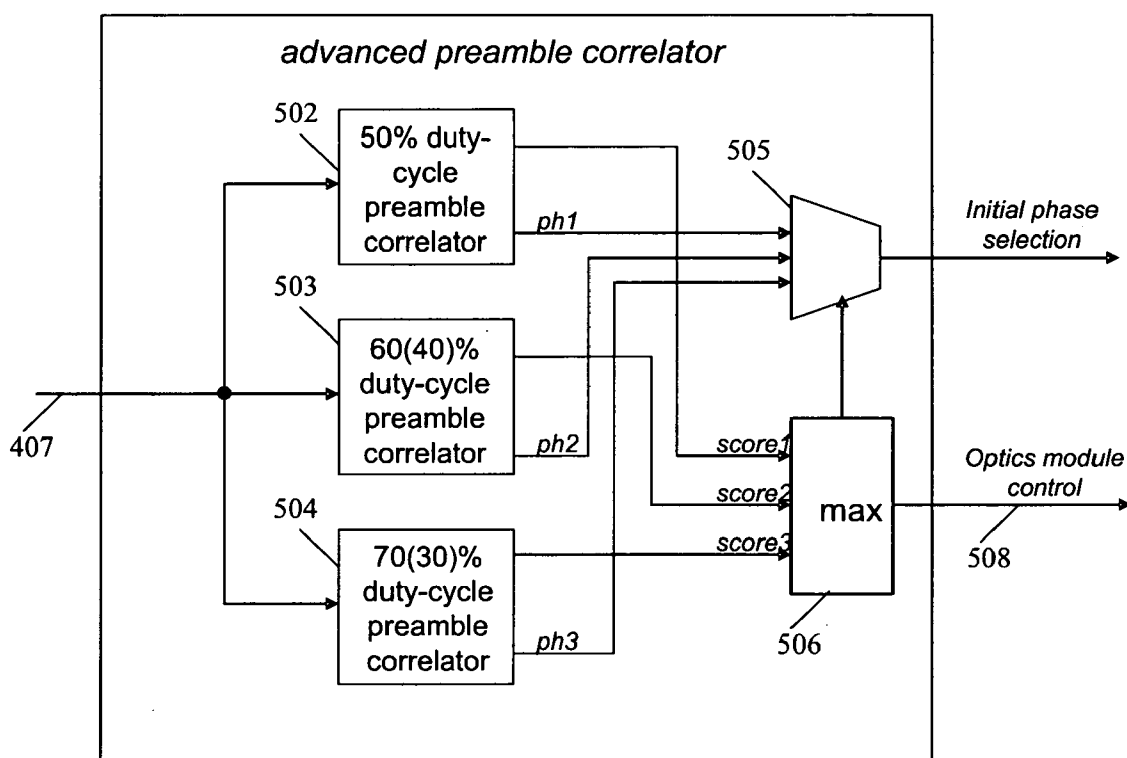 advanced preamble correlator
502
50% duty-
cycle
preamble
correlator
ph1
505
Initial phase
selection
503
60(40)%
duty-cycle
preamble
correlator
ph2
407
504
70(30)%
duty-cycle
preamble
correlator
ph3
score1
score2
score3
max
506
Optics module
control
508